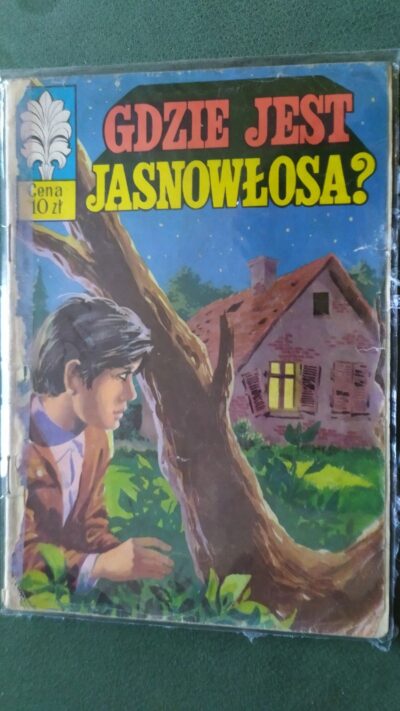 GDZIE JEST
JASNOWŁOSA?
Cena
10 zł